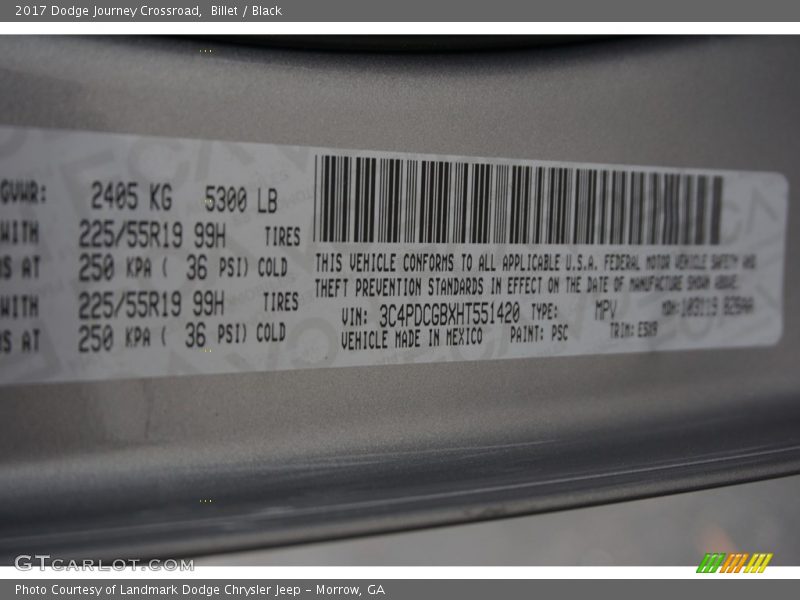 2017 Dodge Journey Crossroad, Billet / Black
GVWR: 2405 KG 5300 LB
WITH 225/55R19 99H TIRES
AT 250 KPA ( 36 PSI) COLD
WITH 225/55R19 99H TIRES
AT 250 KPA ( 36 PSI) COLD
THIS VEHICLE CONFORMS TO ALL APPLICABLE U.S.A. FEDERAL MOTOR VEHICLE SAFETY AND
THEFT PREVENTION STANDARDS IN EFFECT ON THE DATE OF MANUFACTURE SHOWN ABOVE.
VIN: 3C4PDCGBXHT551420 TYPE: MPV
VEHICLE MADE IN MEXICO PAINT: PSC TRIM:
GTCARLOT.COM
Photo Courtesy of Landmark Dodge Chrysler Jeep – Morrow, GA